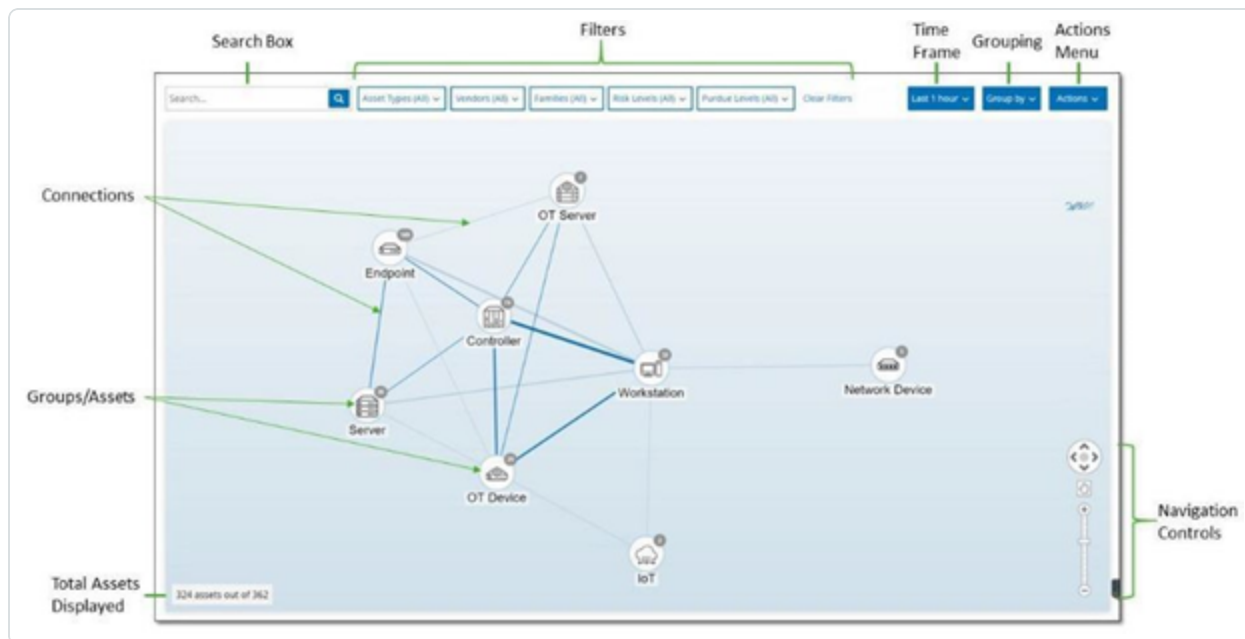 Search Box
Filters
Time
Frame
Grouping
Actions
Menu
Search...
Asset Types (All)
Vendors (All)
Families (All)
Risk Levels (All)
Purdue Levels (All)
Clear Filters
Last 1 hour
Group by
Actions
Connections
OT Server
Endpoint
Controller
Groups/Assets
Workstation
Network Device
Server
OT Device
Navigation
Controls
IoT
Total Assets
Displayed
324 assets out of 362